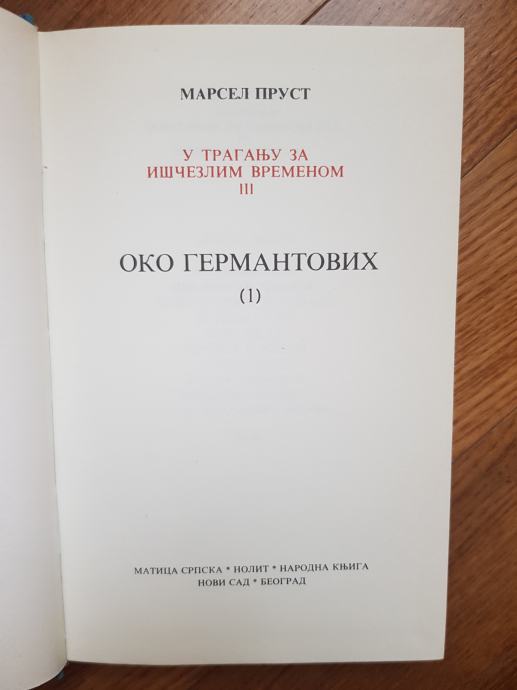 МАРСЕЛ ПРУСТ
У ТРАГАЊУ ЗА
ИШЧЕЗЛИМ ВРЕМЕНОМ
III
ОКО ГЕРМАНТОВИХ
(1)
МАТИЦА СРПСКА * НОЛИТ * НАРОДНА КЊИГА
НОВИ САД * БЕОГРАД